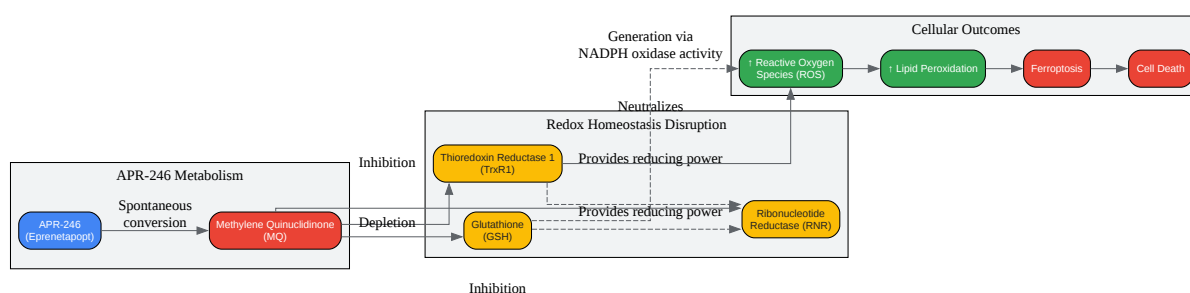 Cellular Outcomes
Generation via
NADPH oxidase activity
↑ Reactive Oxygen
Species (ROS)
↑ Lipid Peroxidation
Ferroptosis
Cell Death
Neutralizes
Redox Homeostasis Disruption
Thioredoxin Reductase 1
(TrxR1)
Provides reducing power
Inhibition
APR-246 Metabolism
APR-246
(Eprenetapopt)
Spontaneous
conversion
Methylene Quinuclidinone
(MQ)
Depletion
Glutathione
(GSH)
Provides reducing power
Ribonucleotide
Reductase (RNR)
Inhibition